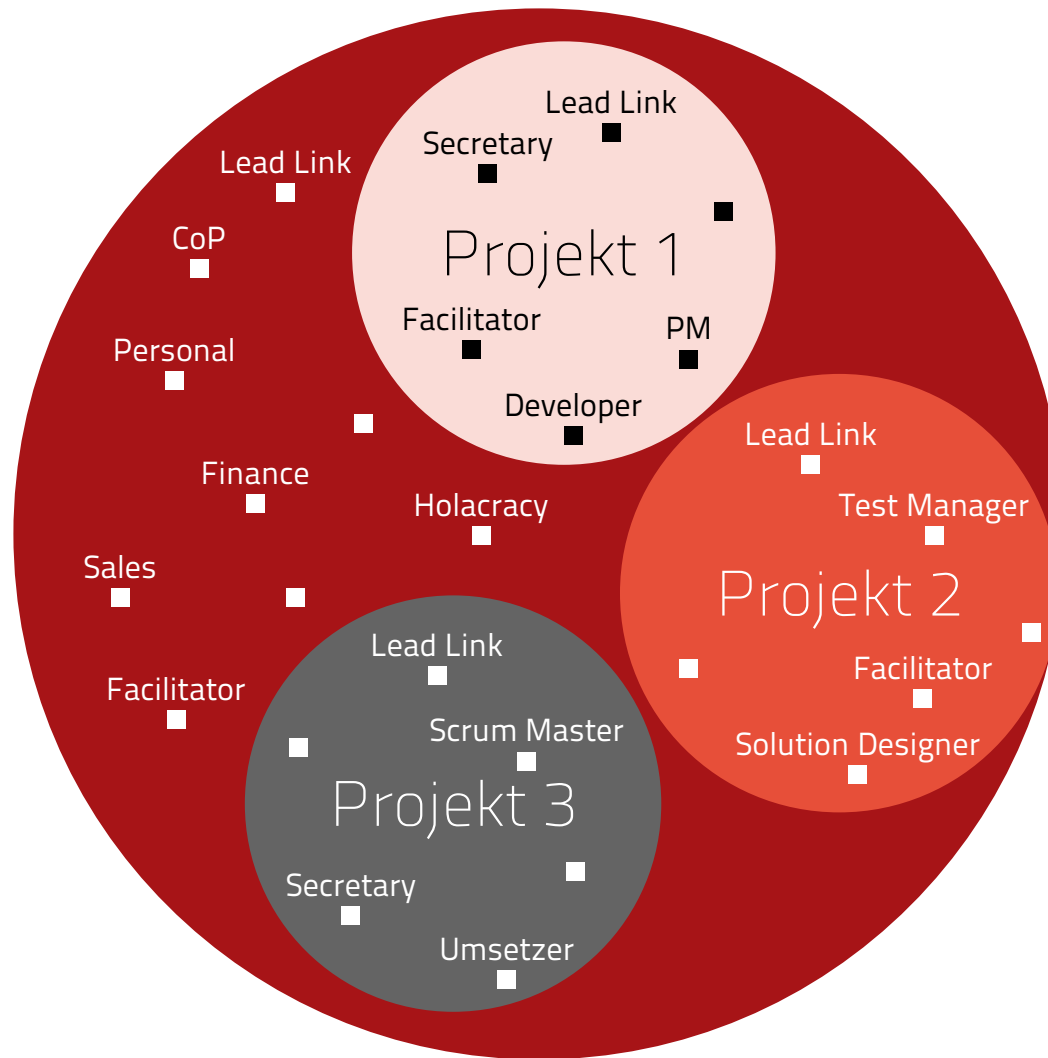 Lead Link
Secretary
Projekt 1
Facilitator
PM
Developer
Lead Link
CoP
Personal
Finance
Holacracy
Sales
Facilitator
Lead Link
Test Manager
Projekt 2
Facilitator
Solution Designer
Lead Link
Scrum Master
Projekt 3
Secretary
Umsetzer